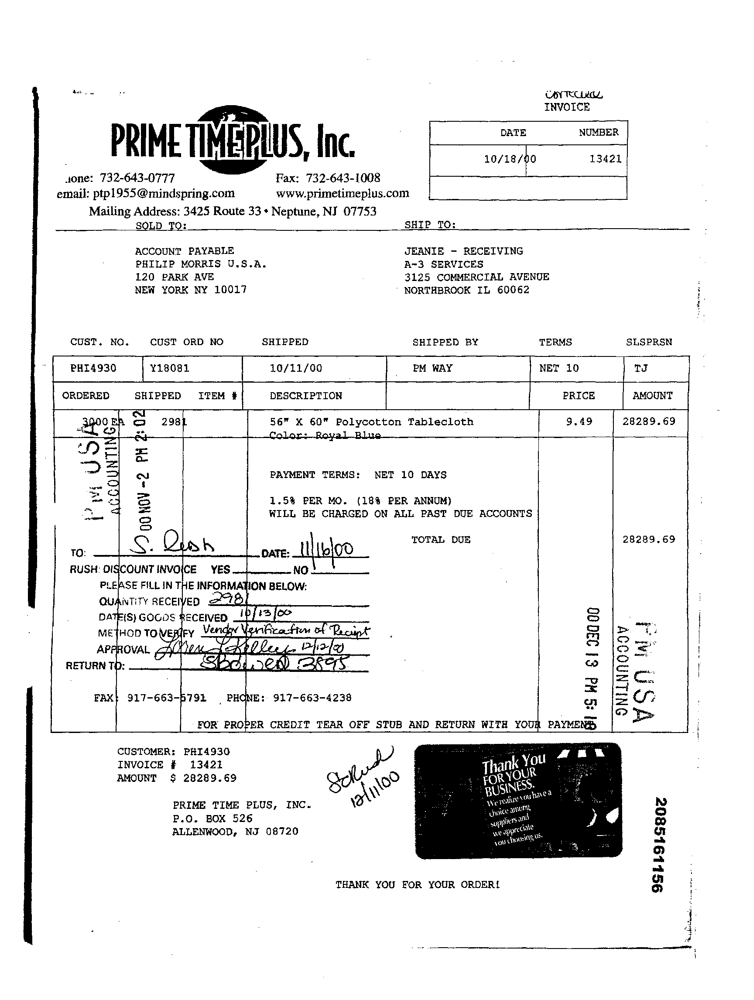 INVOICE
PRIME TIME PLUS, Inc.
DATE NUMBER
10/18/00 13421
one: 732-643-0777 Fax: 732-643-1008
email: ptp1955@mindspring.com www.primetimeplus.com
Mailing Address: 3425 Route 33 • Neptune, NJ 07753
SOLD TO: SHIP TO:
ACCOUNT PAYABLE JEANIE - RECEIVING
PHILIP MORRIS U.S.A. A-3 SERVICES
120 PARK AVE 3125 COMMERCIAL AVENUE
NEW YORK NY 10017 NORTHBROOK IL 60062
CUST. NO. CUST ORD NO SHIPPED SHIPPED BY TERMS SLSPRSN
PHI4930 Y18081 10/11/00 PM WAY NET 10 TJ
ORDERED SHIPPED ITEM # DESCRIPTION PRICE AMOUNT
3000 EA 2981 56" X 60" Polycotton Tablecloth 9.49 28289.69
Color: Royal Blue
PM USA
ACCOUNTING
00 NOV -2 PM 2:02
PAYMENT TERMS: NET 10 DAYS
1.5% PER MO. (18% PER ANNUM)
WILL BE CHARGED ON ALL PAST DUE ACCOUNTS
TOTAL DUE 28289.69
TO: S. Resh DATE: 11/16/00
RUSH: DISCOUNT INVOICE YES NO
PLEASE FILL IN THE INFORMATION BELOW:
QUANTITY RECEIVED 2981
DATE(S) GOODS RECEIVED 10/13/00
METHOD TO VERIFY Vendor Verification of Receipt
APPROVAL 12/12/00
RETURN TO: 3895
00 DEC 13 PM 5:
PM USA
ACCOUNTING
FAX 917-663-5791 PHONE: 917-663-4238
FOR PROPER CREDIT TEAR OFF STUB AND RETURN WITH YOUR PAYMENT
CUSTOMER: PHI4930
INVOICE # 13421
AMOUNT $ 28289.69
12/11/00
PRIME TIME PLUS, INC.
P.O. BOX 526
ALLENWOOD, NJ 08720
Thank You
FOR YOUR
BUSINESS.
We realize you have a
choice among
suppliers and
we appreciate
you choosing us.
2085161156
THANK YOU FOR YOUR ORDER!